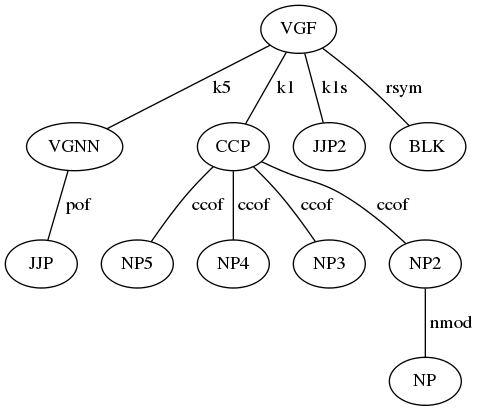 VGF
k5 k1 k1s rsym
VGNN CCP JJP2 BLK
pof ccof ccof ccof ccof
JJP NP5 NP4 NP3 NP2
nmod
NP